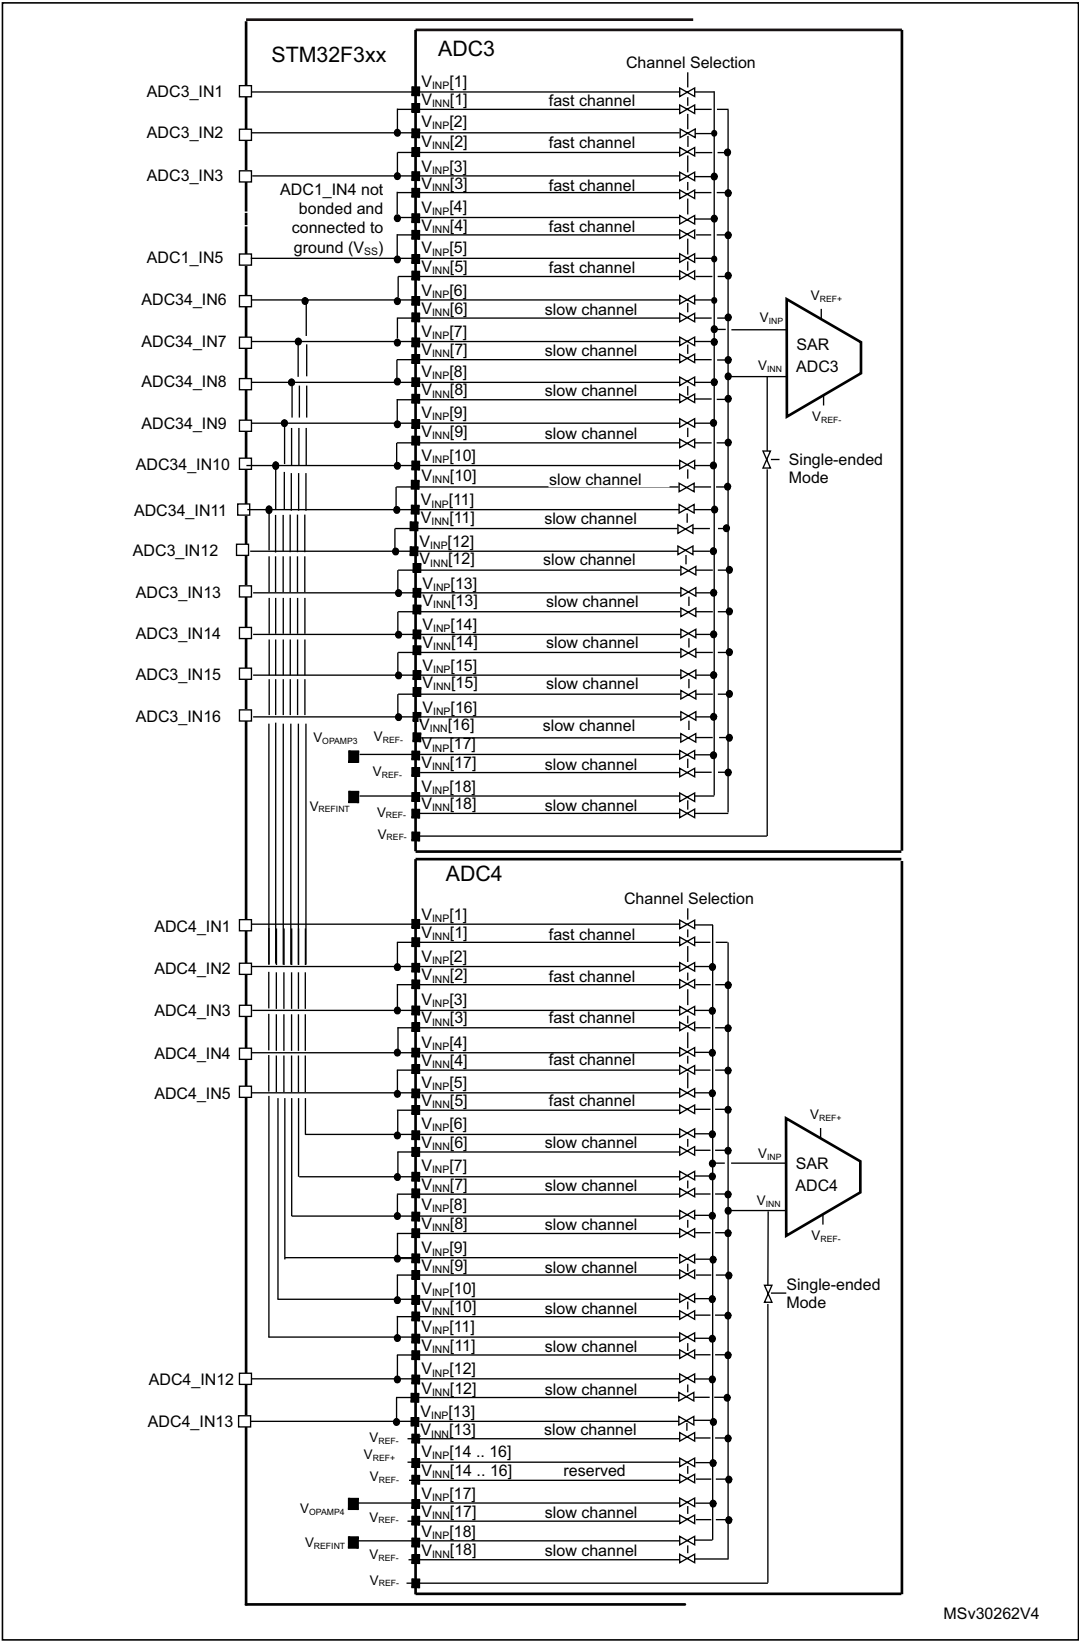 STM32F3xx
ADC3
Channel Selection
ADC3_IN1
VINP[1]
VINN[1] fast channel
ADC3_IN2
VINP[2]
VINN[2] fast channel
ADC3_IN3
VINP[3]
VINN[3] fast channel
ADC1_IN4 not
bonded and
connected to
ground (VSS)
VINP[4]
VINN[4] fast channel
ADC1_IN5
VINP[5]
VINN[5] fast channel
ADC34_IN6
VINP[6]
VINN[6] slow channel
ADC34_IN7
VINP[7]
VINN[7] slow channel
ADC34_IN8
VINP[8]
VINN[8] slow channel
ADC34_IN9
VINP[9]
VINN[9] slow channel
ADC34_IN10
VINP[10]
VINN[10] slow channel
ADC34_IN11
VINP[11]
VINN[11] slow channel
ADC3_IN12
VINP[12]
VINN[12] slow channel
ADC3_IN13
VINP[13]
VINN[13] slow channel
ADC3_IN14
VINP[14]
VINN[14] slow channel
ADC3_IN15
VINP[15]
VINN[15] slow channel
ADC3_IN16
VINP[16]
VREF- VINN[16] slow channel
VOPAMP3 VINP[17]
VREF- VINN[17] slow channel
VREFINT VINP[18]
VREF- VINN[18] slow channel
VREF-
VREF+
VINP
SAR
ADC3
VINN
VREF-
Single-ended
Mode
ADC4
Channel Selection
ADC4_IN1
VINP[1]
VINN[1] fast channel
ADC4_IN2
VINP[2]
VINN[2] fast channel
ADC4_IN3
VINP[3]
VINN[3] fast channel
ADC4_IN4
VINP[4]
VINN[4] fast channel
ADC4_IN5
VINP[5]
VINN[5] fast channel
VINP[6]
VINN[6] slow channel
VINP[7]
VINN[7] slow channel
VINP[8]
VINN[8] slow channel
VINP[9]
VINN[9] slow channel
VINP[10]
VINN[10] slow channel
VINP[11]
VINN[11] slow channel
ADC4_IN12
VINP[12]
VINN[12] slow channel
ADC4_IN13
VINP[13]
VREF- VINN[13] slow channel
VREF+ VINP[14 .. 16]
VREF- VINN[14 .. 16] reserved
VOPAMP4 VINP[17]
VREF- VINN[17] slow channel
VREFINT VINP[18]
VREF- VINN[18] slow channel
VREF-
VREF+
VINP
SAR
ADC4
VINN
VREF-
Single-ended
Mode
MSv30262V4